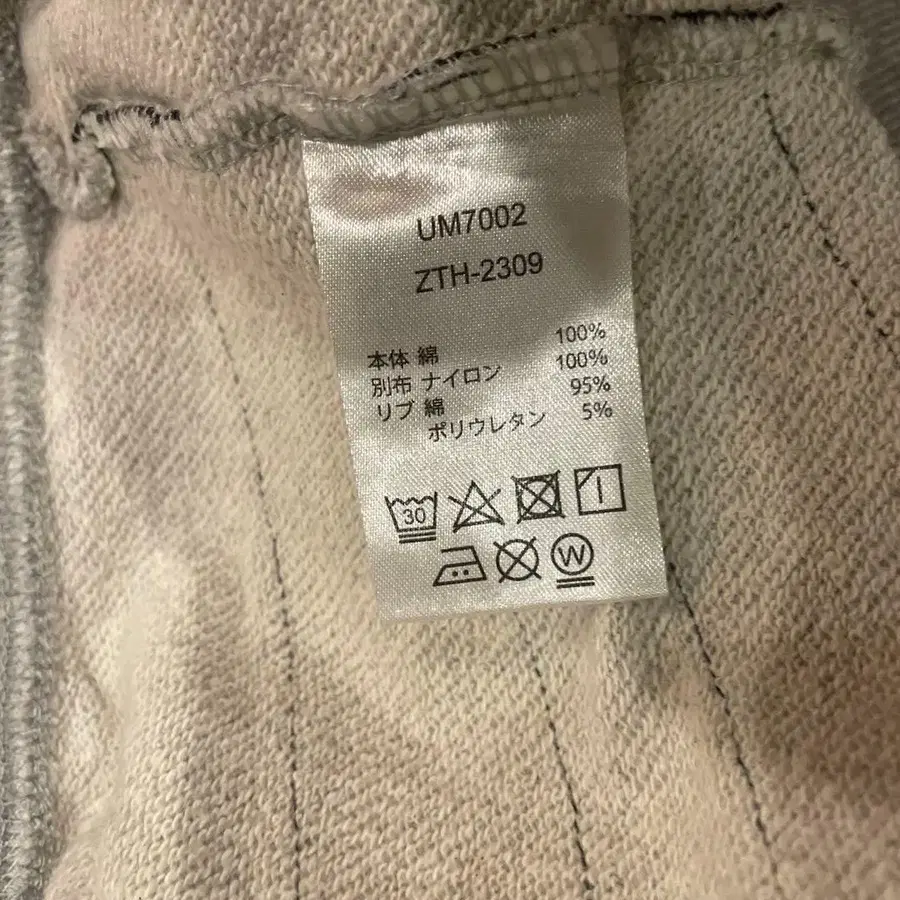 UM7002
ZTH-2309
本体 綿 100%
別布 ナイロン 100%
リブ 綿 95%
ポリウレタン 5%
30
W